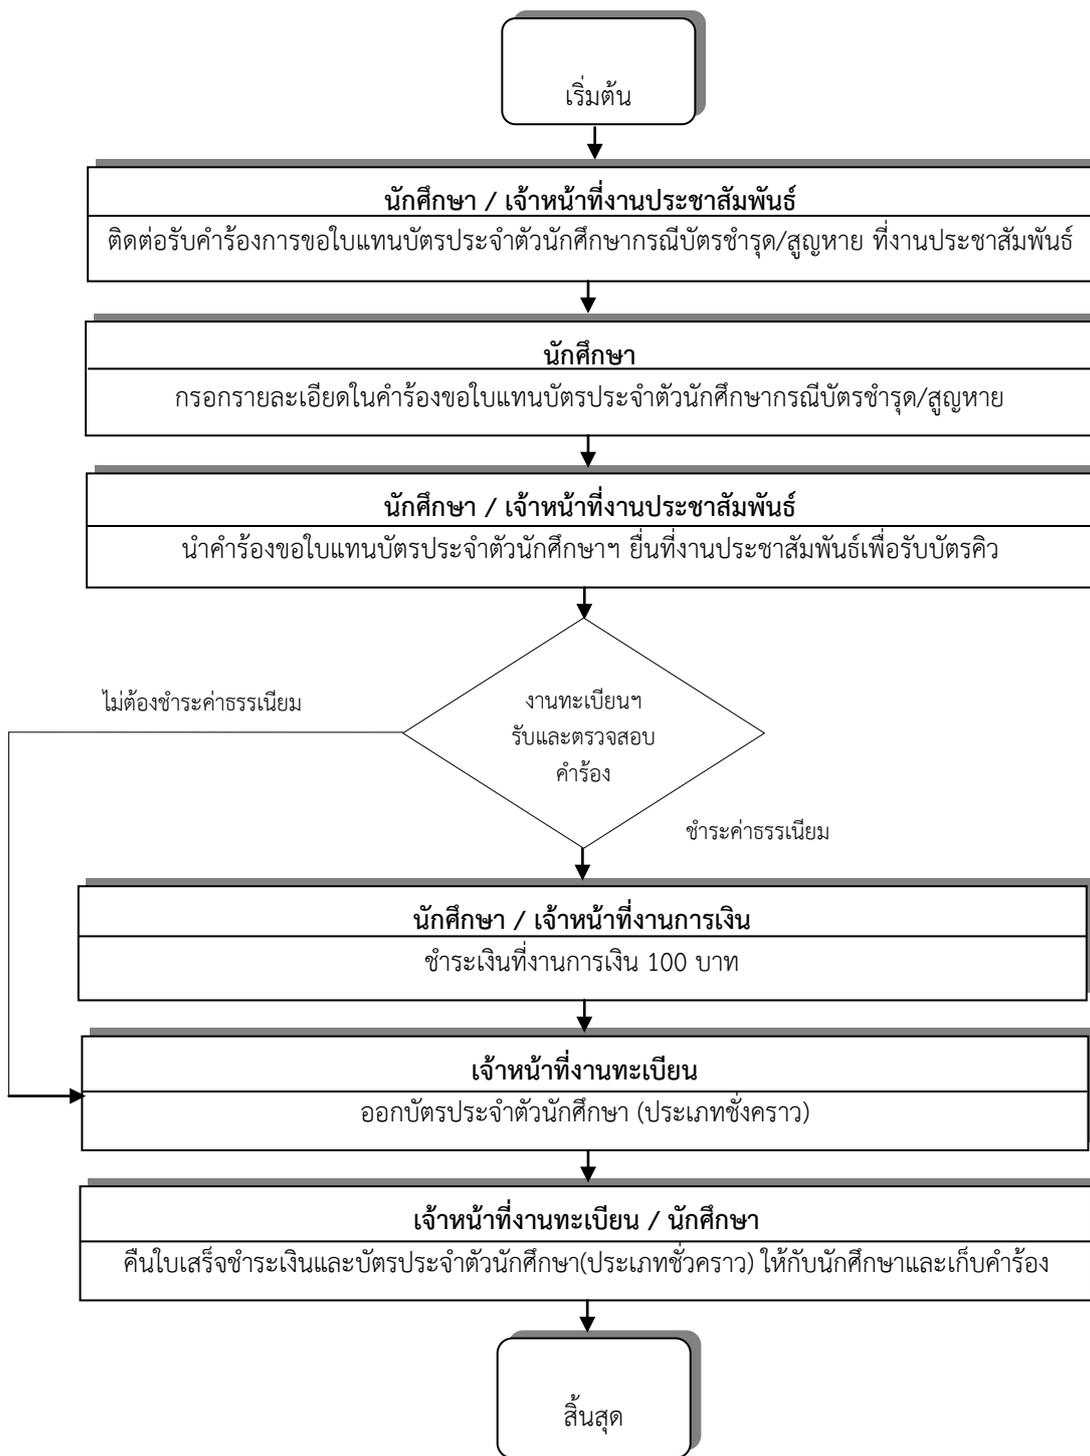 เริ่มต้น
นักศึกษา / เจ้าหน้าที่งานประชาสัมพันธ์
ติดต่อรับคำร้องการขอใบแทนบัตรประจำตัวนักศึกษากรณีบัตรชำรุด/สูญหาย ที่งานประชาสัมพันธ์
นักศึกษา
กรอกรายละเอียดในคำร้องขอใบแทนบัตรประจำตัวนักศึกษากรณีบัตรชำรุด/สูญหาย
นักศึกษา / เจ้าหน้าที่งานประชาสัมพันธ์
นำคำร้องขอใบแทนบัตรประจำตัวนักศึกษาฯ ยื่นที่งานประชาสัมพันธ์เพื่อรับบัตรคิว
ไม่ต้องชำระค่าธรรเนียม
งานทะเบียนฯ
รับและตรวจสอบ
คำร้อง
ชำระค่าธรรเนียม
นักศึกษา / เจ้าหน้าที่งานการเงิน
ชำระเงินที่งานการเงิน 100 บาท
เจ้าหน้าที่งานทะเบียน
ออกบัตรประจำตัวนักศึกษา (ประเภทชั่งคราว)
เจ้าหน้าที่งานทะเบียน / นักศึกษา
คืนใบเสร็จชำระเงินและบัตรประจำตัวนักศึกษา(ประเภทชั่วคราว) ให้กับนักศึกษาและเก็บคำร้อง
สิ้นสุด